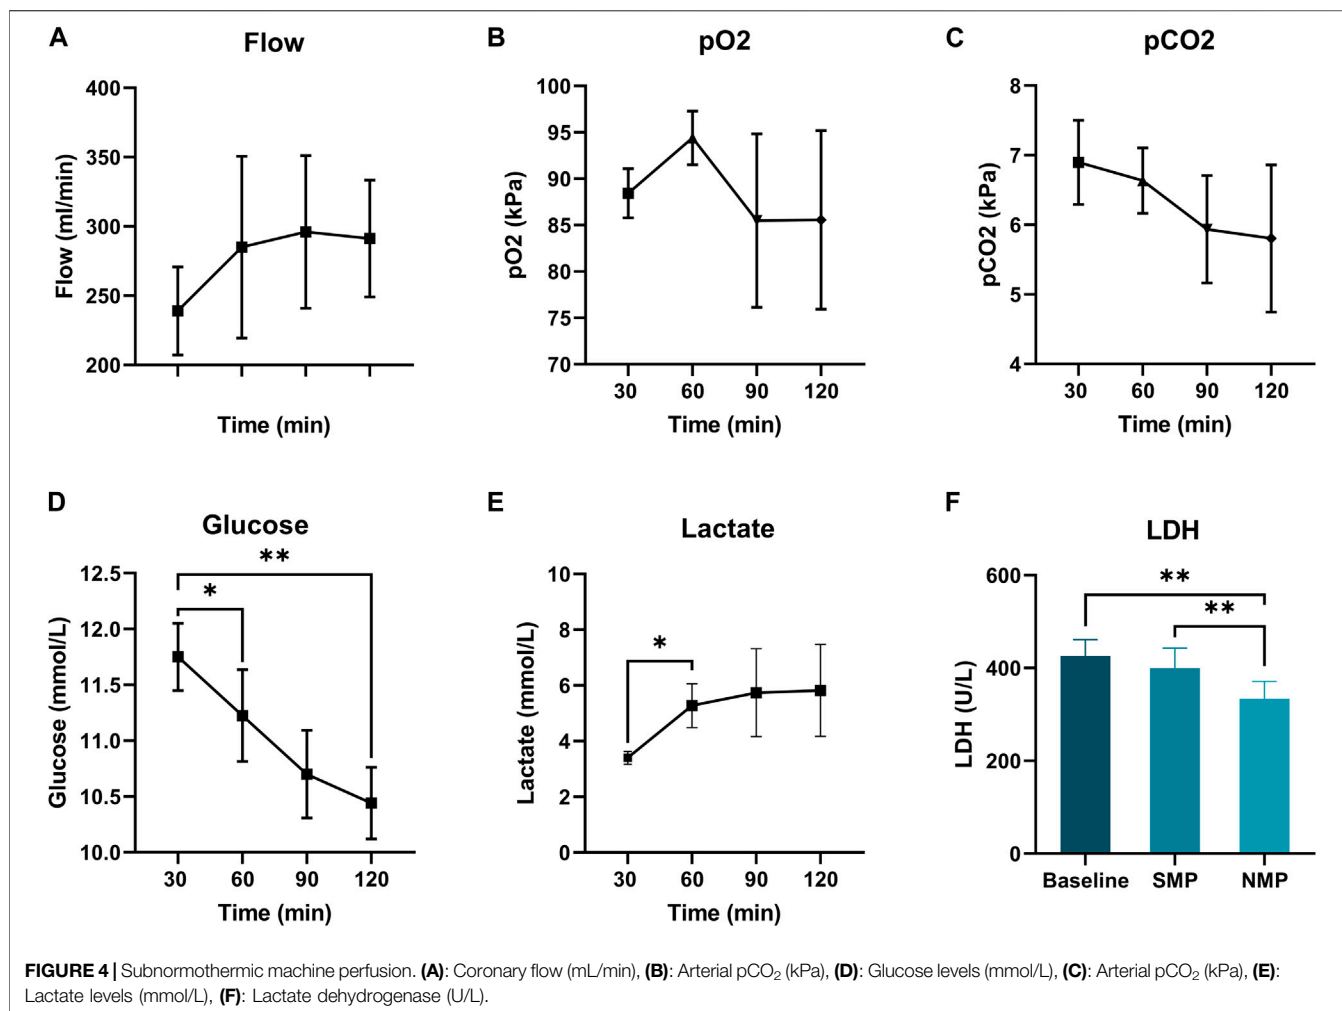 A
Flow
400
350
300
250
200
Flow (ml/min)
Time (min)
B
pO2
100
95
90
85
80
75
70
pO2 (kPa)
30 60 90 120
Time (min)
C
pCO2
8
7
6
5
4
pCO2 (kPa)
30 60 90 120
Time (min)
D
Glucose
**
*
12.5
12.0
11.5
11.0
10.5
10.0
Glucose (mmol/L)
30 60 90 120
Time (min)
E
Lactate
*
10
8
6
4
2
0
Lactate (mmol/L)
30 60 90 120
Time (min)
F
LDH
**
**
600
400
200
0
LDH (U/L)
Baseline SMP NMP
FIGURE 4 | Subnormothermic machine perfusion. (A): Coronary flow (mL/min), (B): Arterial pCO₂ (kPa), (D): Glucose levels (mmol/L), (C): Arterial pCO₂ (kPa), (E):
Lactate levels (mmol/L), (F): Lactate dehydrogenase (U/L).